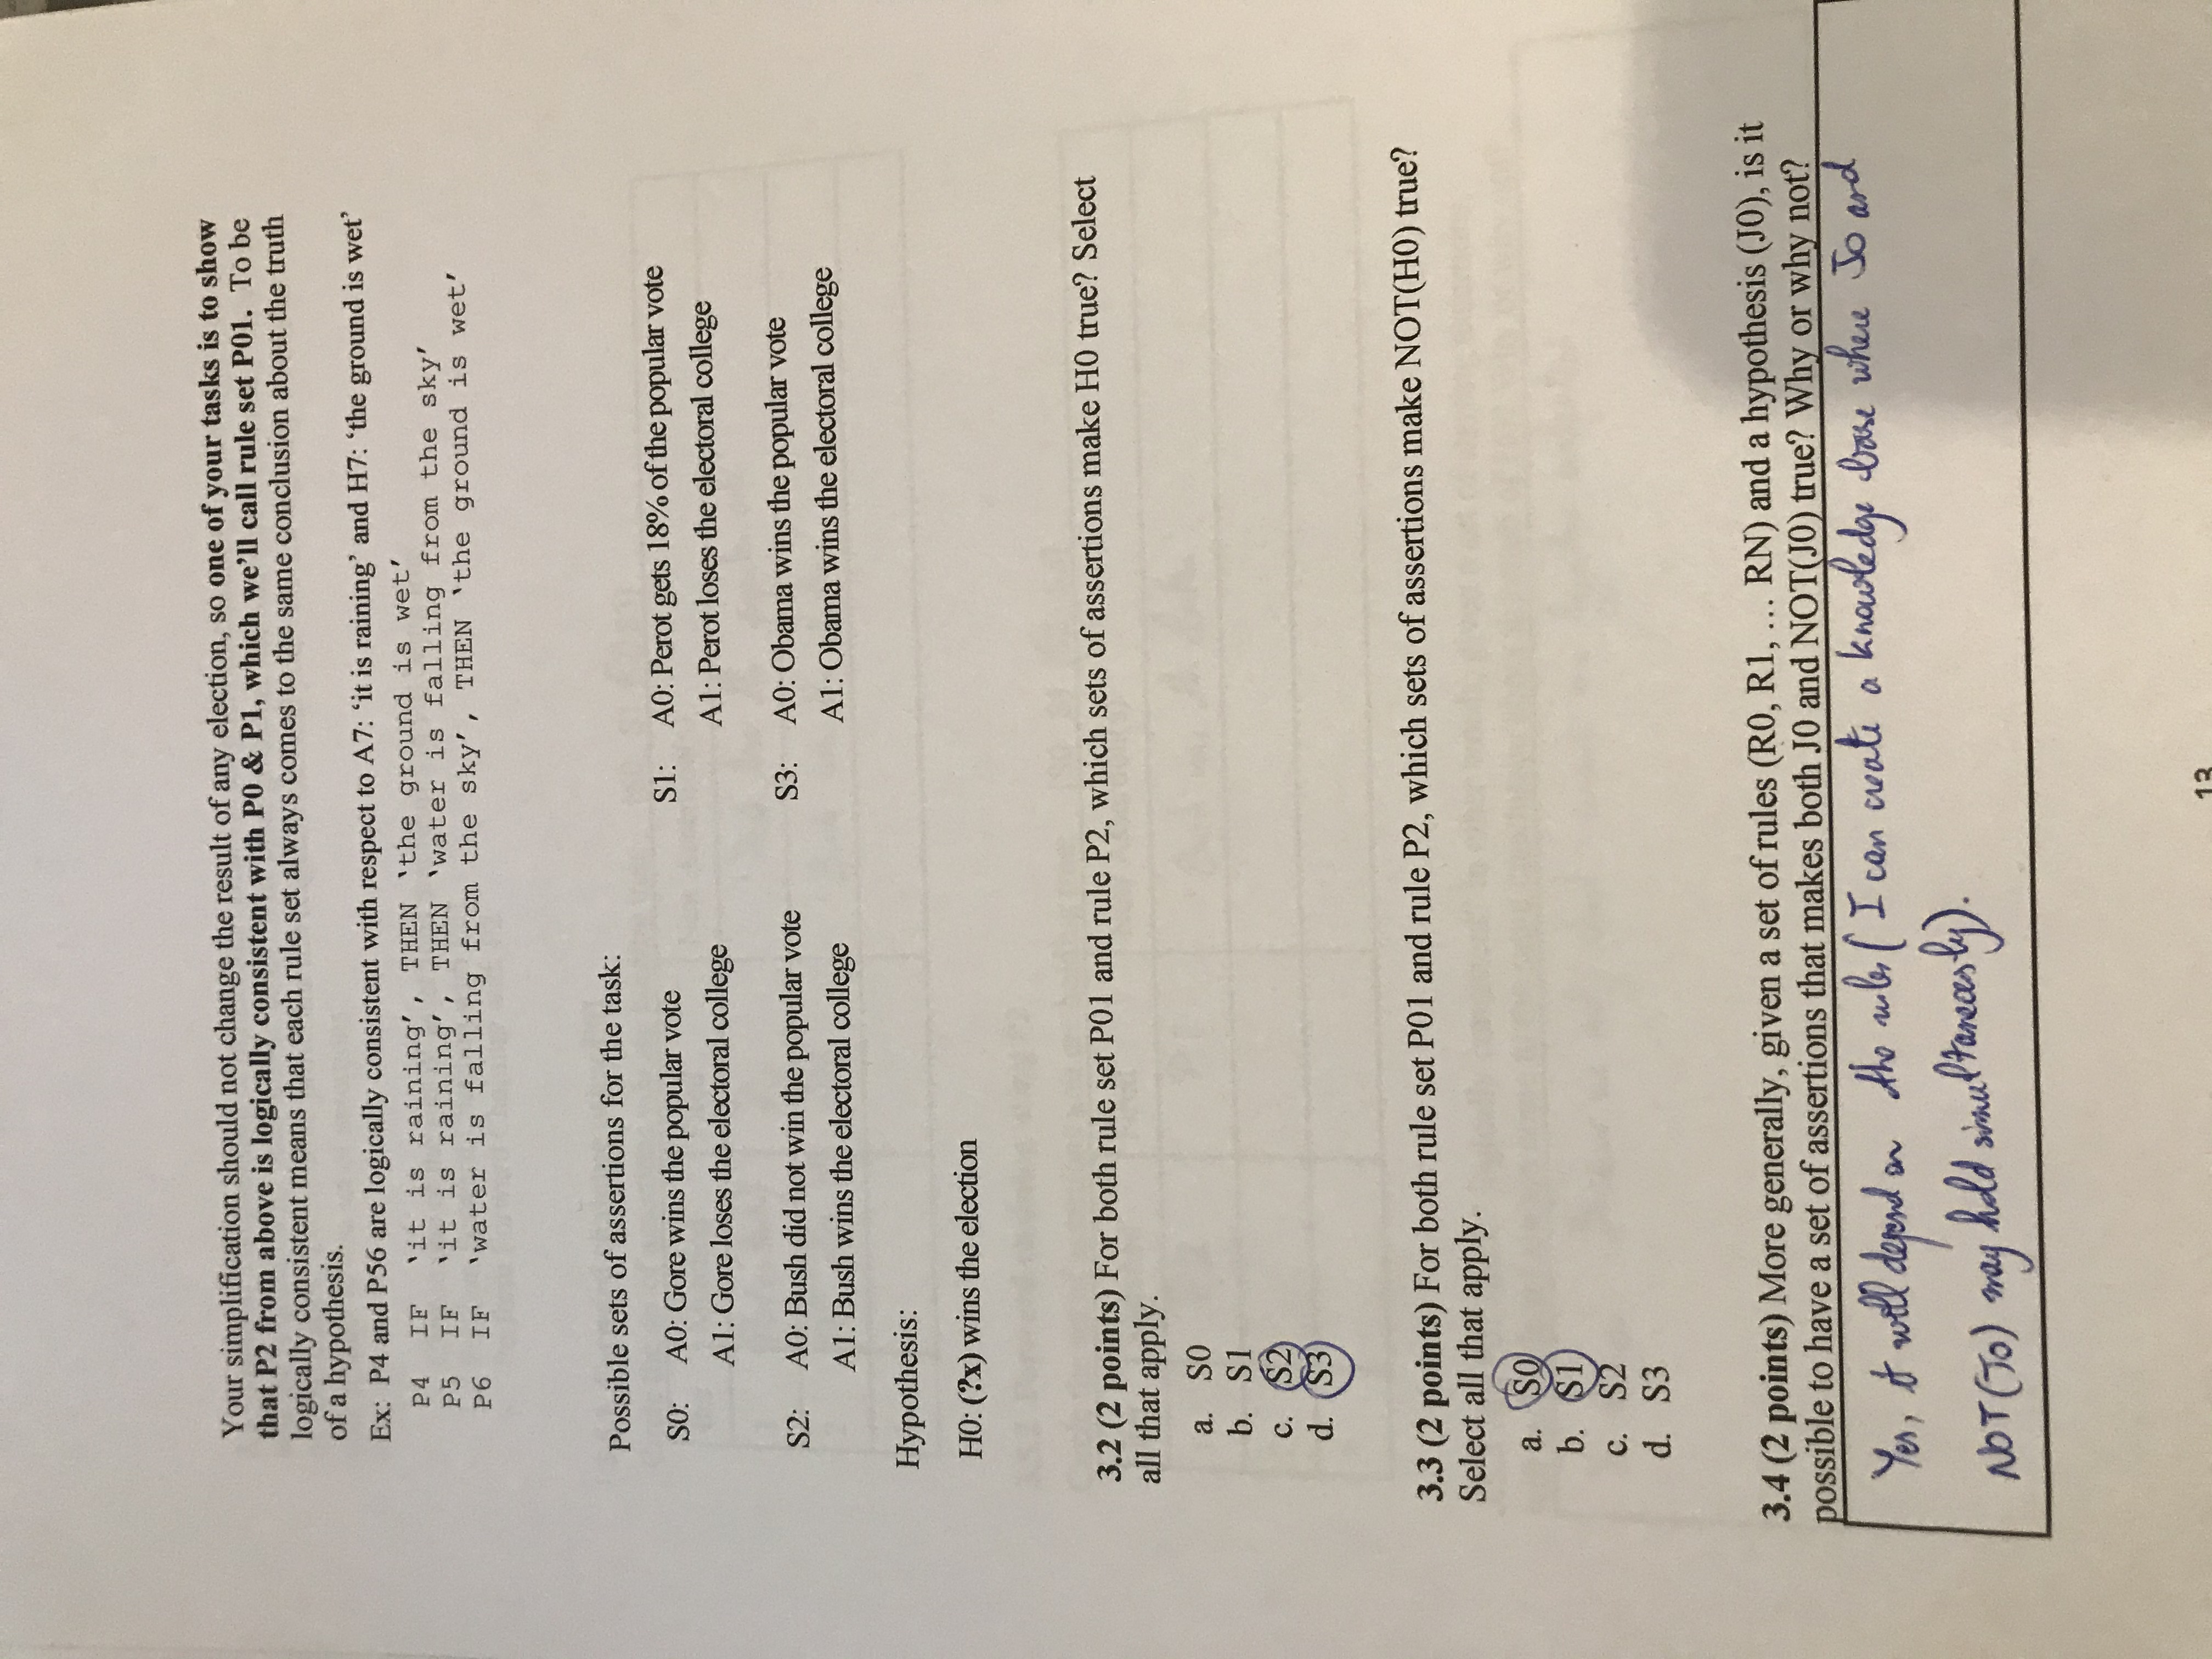 Your simplification should not change the result of any election, so one of your tasks is to show
that P2 from above is logically consistent with P0 & P1, which we'll call rule set P01. To be
logically consistent means that each rule set always comes to the same conclusion about the truth
of a hypothesis.
Ex: P4 and P56 are logically consistent with respect to A7: 'it is raining' and H7: 'the ground is wet'
P4 IF 'it is raining', THEN 'the ground is wet'
P5 IF 'it is raining', THEN 'water is falling from the sky'
P6 IF 'water is falling from the sky', THEN 'the ground is wet'
Possible sets of assertions for the task:
S0: A0: Gore wins the popular vote
A1: Gore loses the electoral college
S1: A0: Perot gets 18% of the popular vote
A1: Perot loses the electoral college
S2: A0: Bush did not win the popular vote
A1: Bush wins the electoral college
S3: A0: Obama wins the popular vote
A1: Obama wins the electoral college
Hypothesis:
H0: (?x) wins the election
3.2 (2 points) For both rule set P01 and rule P2, which sets of assertions make H0 true? Select
all that apply.
a. S0
b. S1
c. S2
d. S3
3.3 (2 points) For both rule set P01 and rule P2, which sets of assertions make NOT(H0) true?
Select all that apply.
a. S0
b. S1
c. S2
d. S3
3.4 (2 points) More generally, given a set of rules (R0, R1, ... RN) and a hypothesis (J0), is it
possible to have a set of assertions that makes both J0 and NOT(J0) true? Why or why not?
Yes, it will depend on the rules ( I can create a knowledge base where Jo and
NOT (Jo) may hold simultaneously).
13